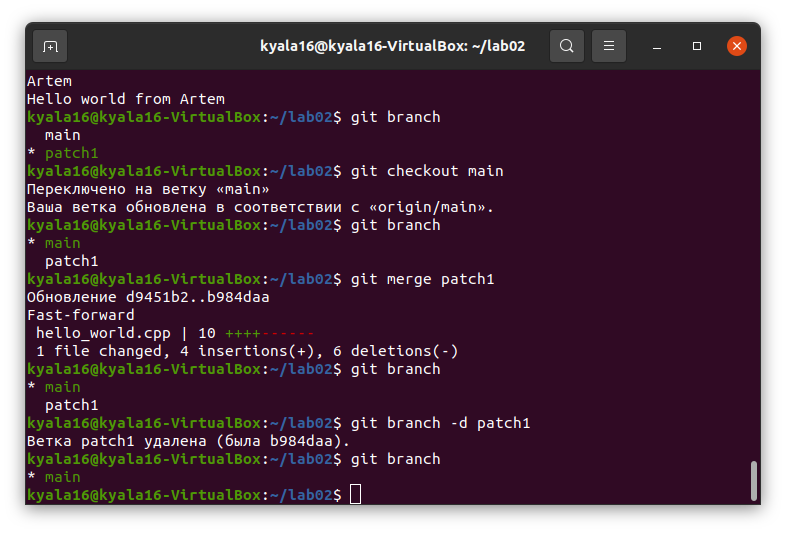 kyala16@kyala16-VirtualBox: ~/lab02
Artem
Hello world from Artem
kyala16@kyala16-VirtualBox:~/lab02$ git branch
  main
* patch1
kyala16@kyala16-VirtualBox:~/lab02$ git checkout main
Переключено на ветку «main»
Ваша ветка обновлена в соответствии с «origin/main».
kyala16@kyala16-VirtualBox:~/lab02$ git branch
* main
  patch1
kyala16@kyala16-VirtualBox:~/lab02$ git merge patch1
Обновление d9451b2..b984daa
Fast-forward
 hello_world.cpp | 10 ++++------
 1 file changed, 4 insertions(+), 6 deletions(-)
kyala16@kyala16-VirtualBox:~/lab02$ git branch
* main
  patch1
kyala16@kyala16-VirtualBox:~/lab02$ git branch -d patch1
Ветка patch1 удалена (была b984daa).
kyala16@kyala16-VirtualBox:~/lab02$ git branch
* main
kyala16@kyala16-VirtualBox:~/lab02$